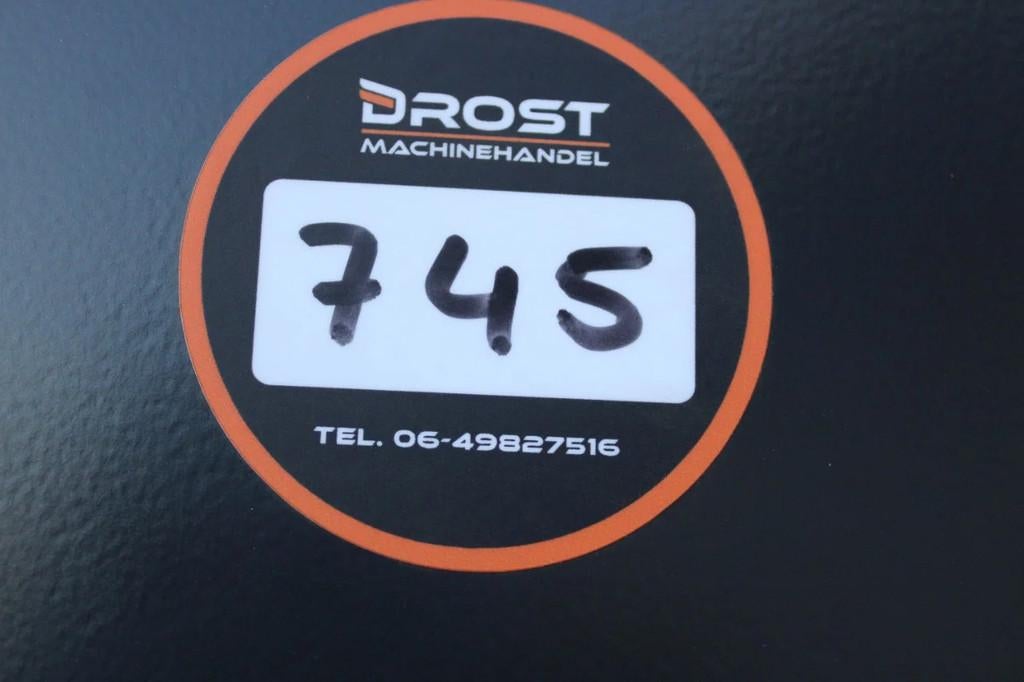 DROST
MACHINEHANDEL
745
TEL. 06-49827516